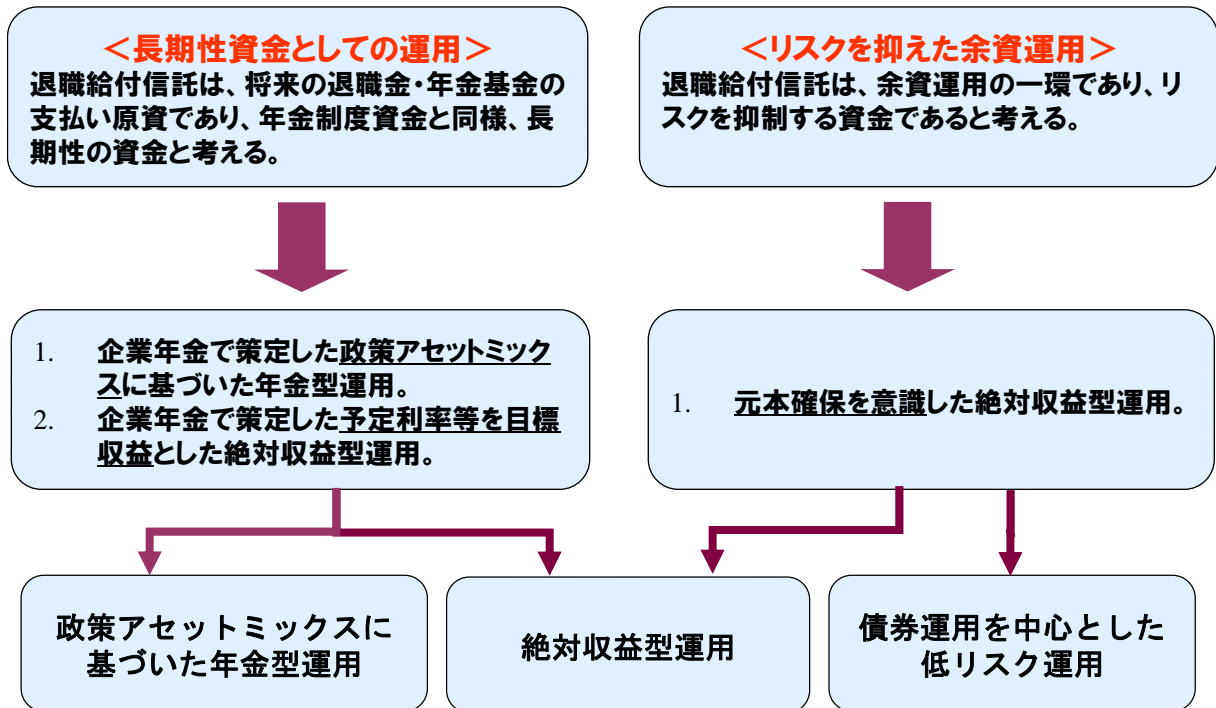 ＜長期性資金としての運用＞
退職給付信託は、将来の退職金・年金基金の
支払い原資であり、年金制度資金と同様、長
期性の資金と考える。
＜リスクを抑えた余資運用＞
退職給付信託は、余資運用の一環であり、リ
スクを抑制する資金であると考える。
1. 企業年金で策定した政策アセットミック
スに基づいた年金型運用。
2. 企業年金で策定した予定利率等を目標
収益とした絶対収益型運用。
1. 元本確保を意識した絶対収益型運用。
政策アセットミックスに
基づいた年金型運用
絶対収益型運用
債券運用を中心とした
低リスク運用